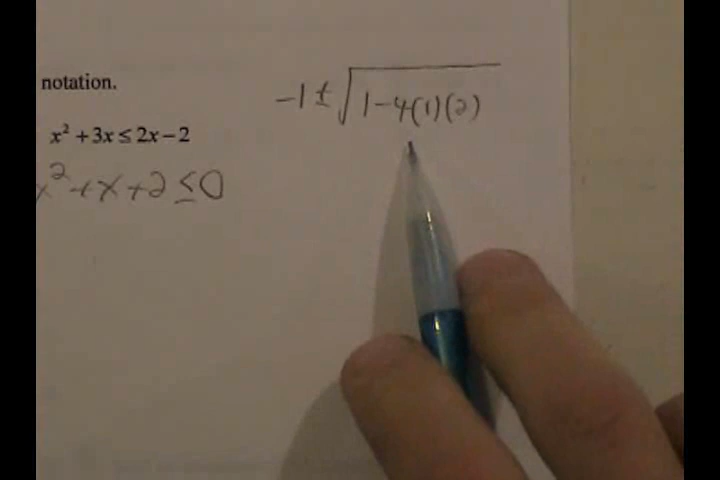 notation.
-1 ± √1-4(1)(2)
x² + 3x ≤ 2x - 2
x² + x + 2 ≤ 0